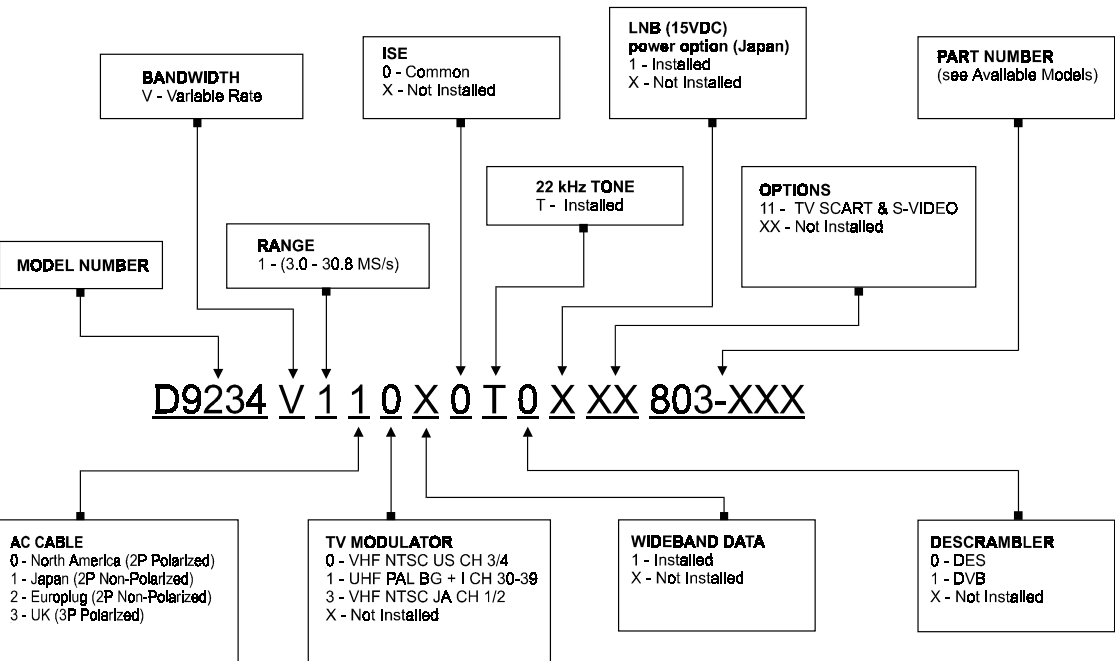 LNB (15VDC)
power option (Japan)
1 - Installed
X - Not Installed
ISE
0 - Common
X - Not Installed
PART NUMBER
(see Available Models)
BANDWIDTH
V - Variable Rate
22 kHz TONE
T - Installed
OPTIONS
11 - TV SCART & S-VIDEO
XX - Not Installed
RANGE
1 - (3.0 - 30.8 MS/s)
MODEL NUMBER
D9234 V 1 1 0 X 0 T 0 X XX 803-XXX
AC CABLE
0 - North America (2P Polarized)
1 - Japan (2P Non-Polarized)
2 - Europlug (2P Non-Polarized)
3 - UK (3P Polarized)
TV MODULATOR
0 - VHF NTSC US CH 3/4
1 - UHF PAL BG + I CH 30-39
3 - VHF NTSC JA CH 1/2
X - Not Installed
WIDEBAND DATA
1 - Installed
X - Not Installed
DESCRAMBLER
0 - DES
1 - DVB
X - Not Installed